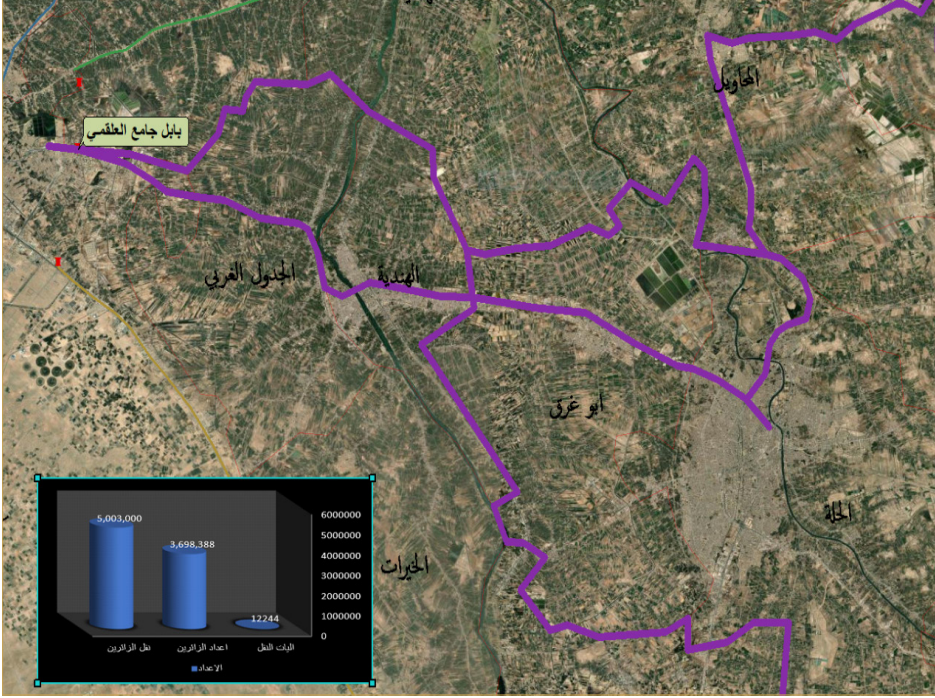 المحاويل
بابل جامع العلقمي
الجدول الغربي
الهندية
أبو غرق
الحلة
الخيرات
5,003,000
3,698,388
12244
6000000
5000000
4000000
3000000
2000000
1000000
0
نقل الزائرين
اعداد الزائرين
اليات النقل
الاعداد